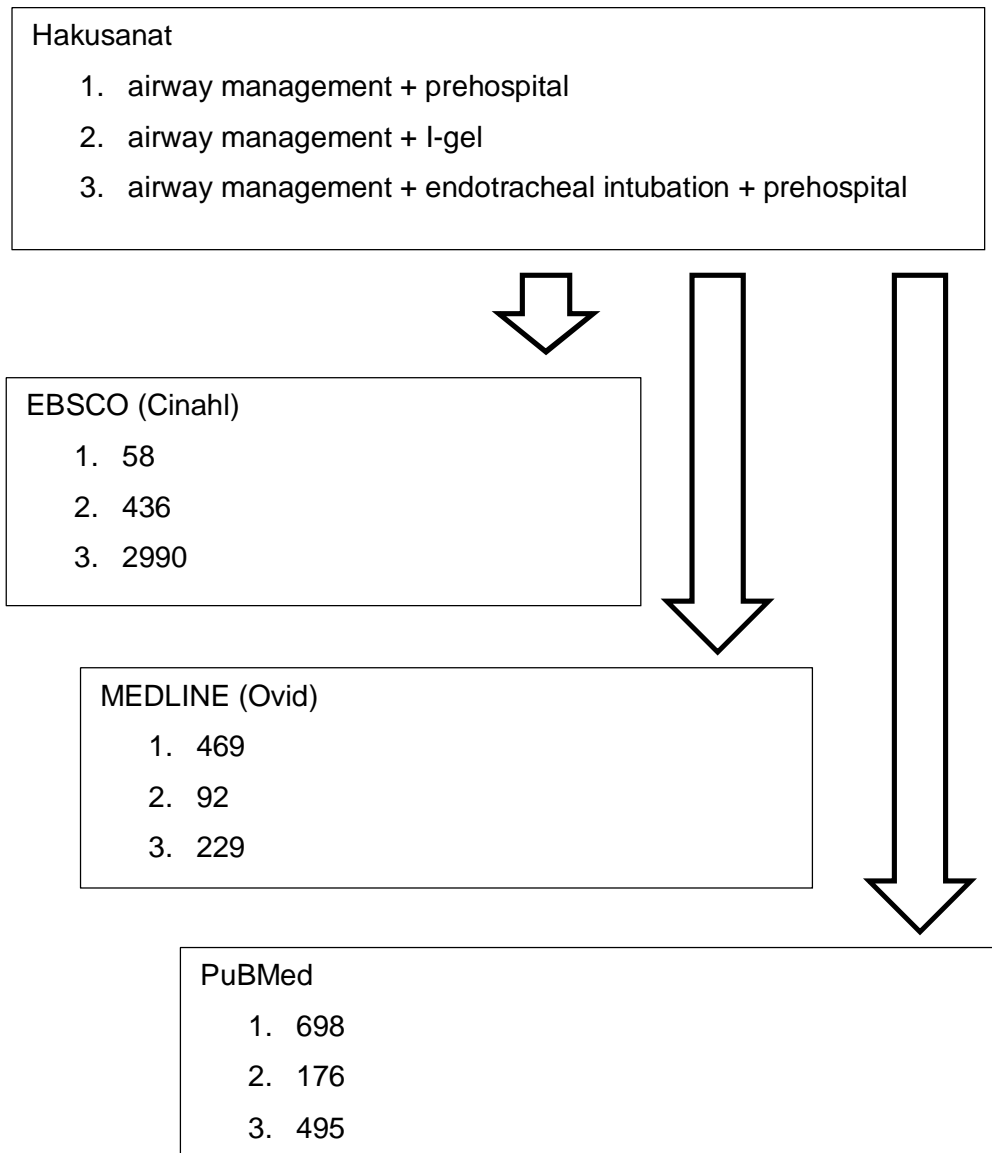 Hakusanat
1. airway management + prehospital
2. airway management + I-gel
3. airway management + endotracheal intubation + prehospital
EBSCO (Cinahl)
1. 58
2. 436
3. 2990
MEDLINE (Ovid)
1. 469
2. 92
3. 229
PuBMed
1. 698
2. 176
3. 495